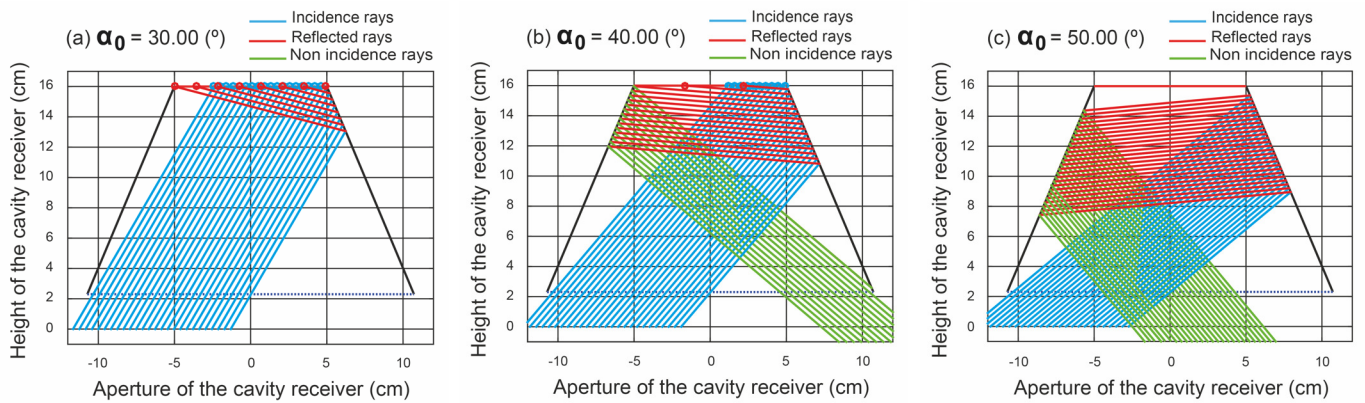 (a) α₀ = 30.00 (º)
Incidence rays
Reflected rays
Non incidence rays
Height of the cavity receiver (cm)
16
14
12
10
8
6
4
2
0
-10 -5 0 5 10
Aperture of the cavity receiver (cm)
(b) α₀ = 40.00 (º)
Incidence rays
Reflected rays
Non incidence rays
Height of the cavity receiver (cm)
16
14
12
10
8
6
4
2
0
-10 -5 0 5 10
Aperture of the cavity receiver (cm)
(c) α₀ = 50.00 (º)
Incidence rays
Reflected rays
Non incidence rays
Height of the cavity receiver (cm)
16
14
12
10
8
6
4
2
0
-10 -5 0 5 10
Aperture of the cavity receiver (cm)